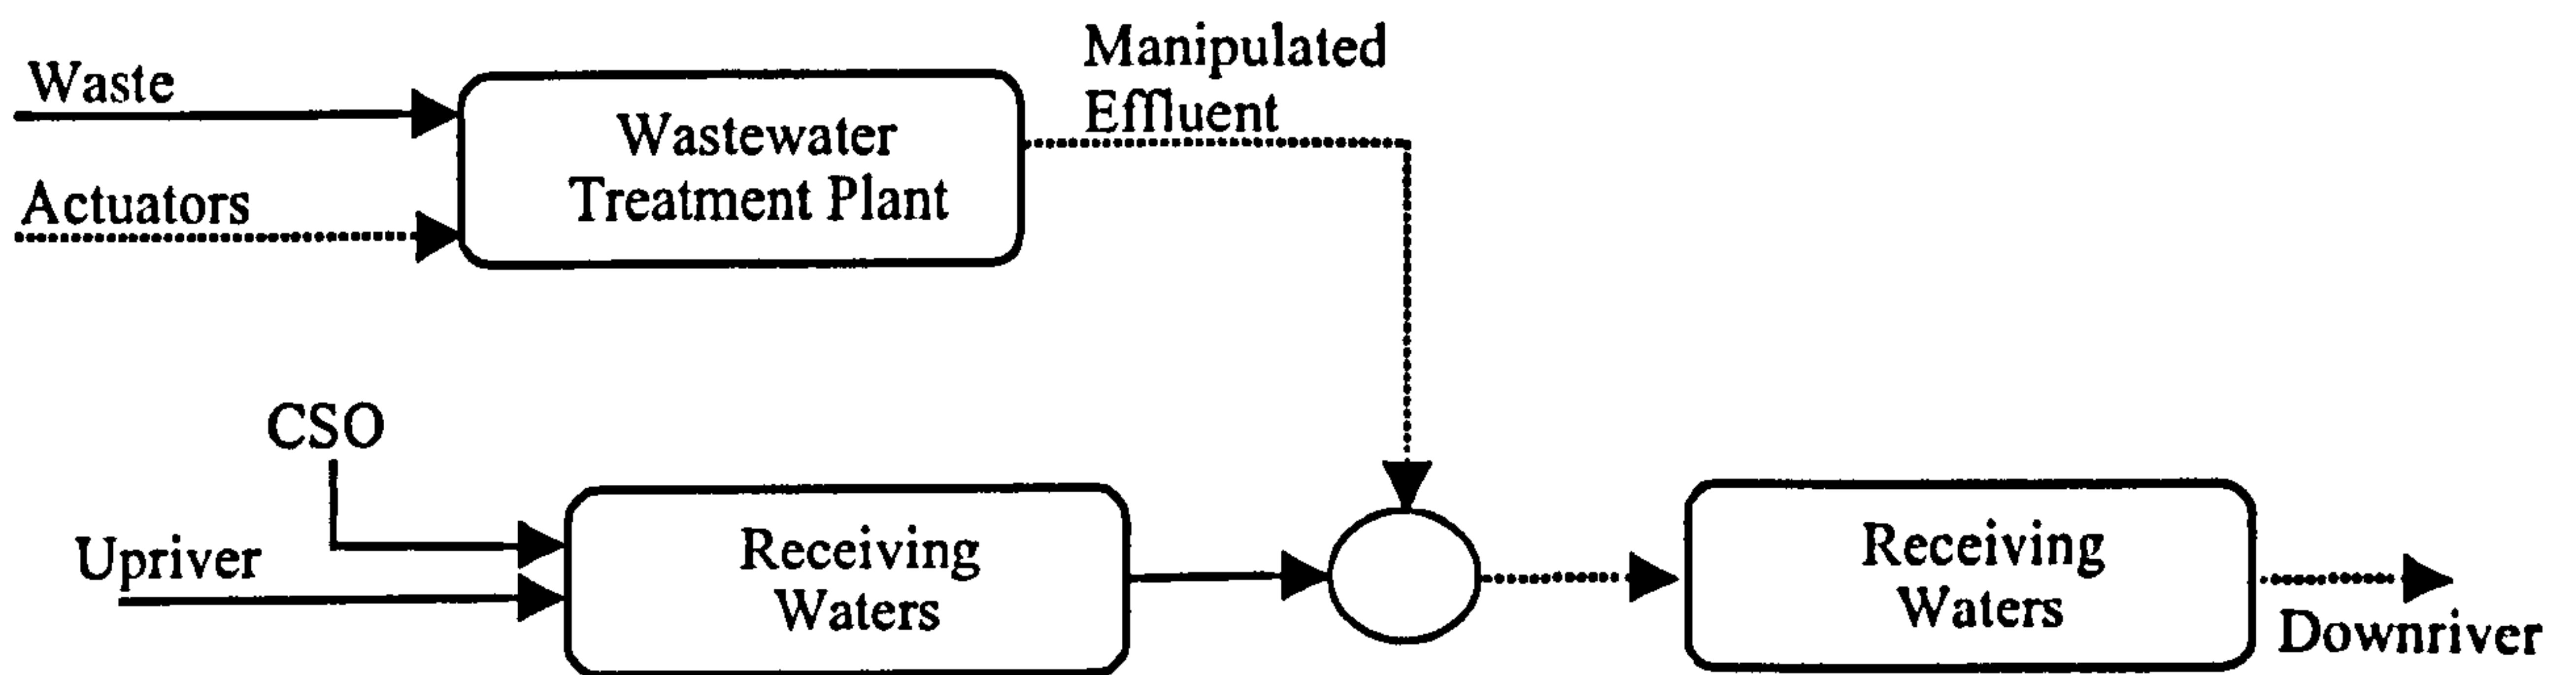 Waste
Actuators
Wastewater
Treatment Plant
Manipulated
Effluent
CSO
Upriver
Receiving
Waters
Receiving
Waters
Downriver